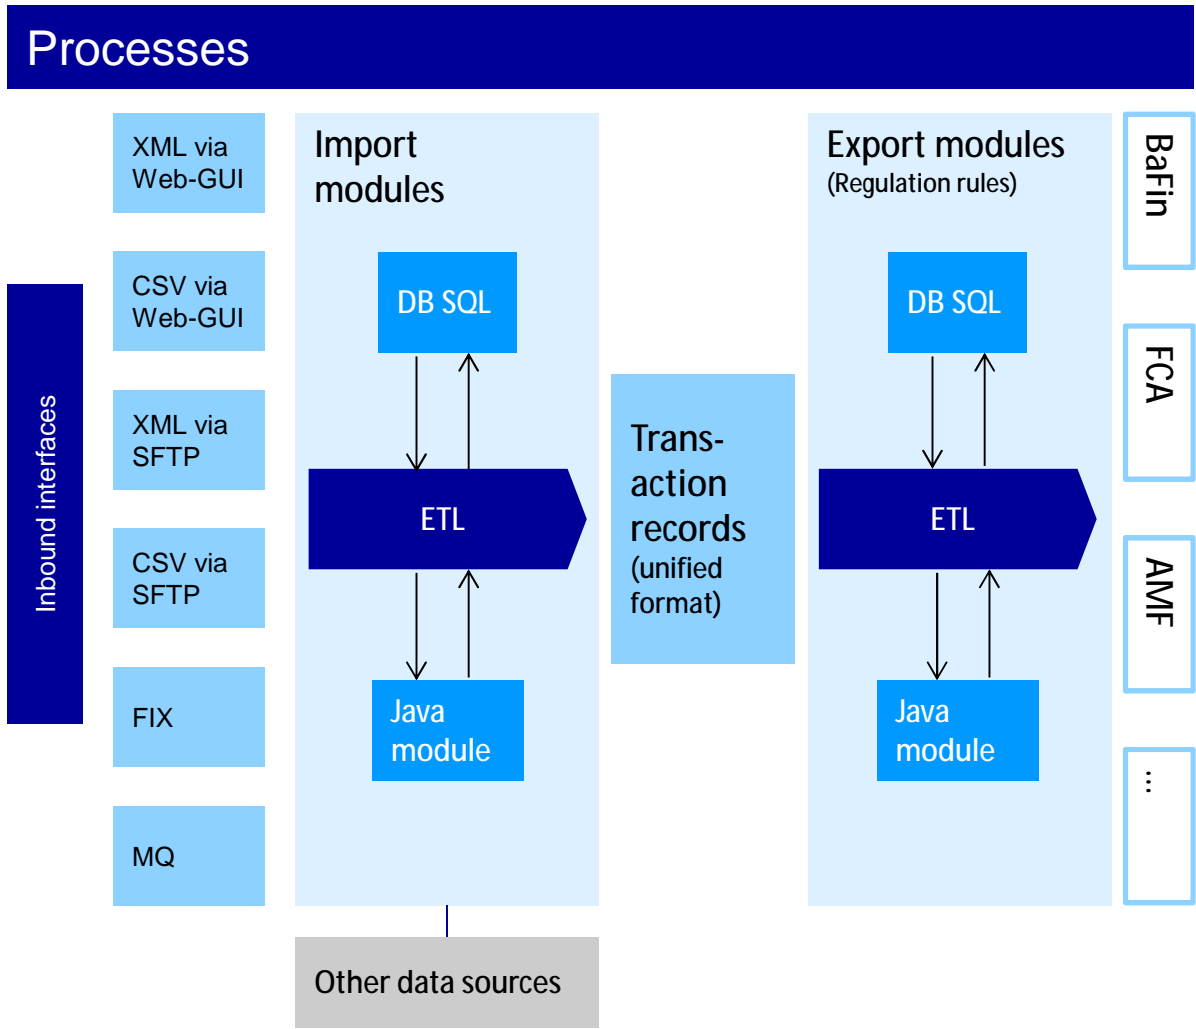 Processes
Inbound interfaces
XML via
Web-GUI
CSV via
Web-GUI
XML via
SFTP
CSV via
SFTP
FIX
MQ
Import
modules
DB SQL
ETL
Java
module
Other data sources
Trans-
action
records
(unified
format)
Export modules
(Regulation rules)
DB SQL
ETL
Java
module
BaFin
FCA
AMF
...